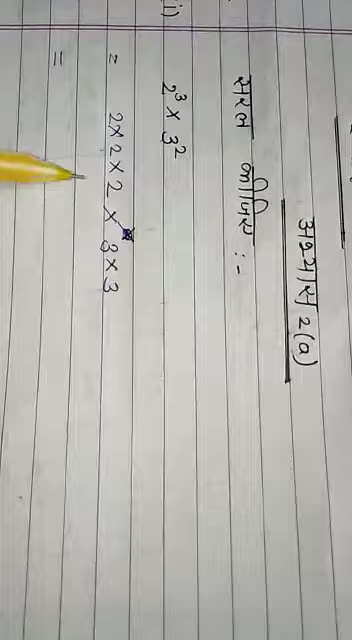 अभ्यास 2(a)
सरल कीजिए :-
i)
2³ × 3²
= 2×2×2 × 3×3
=